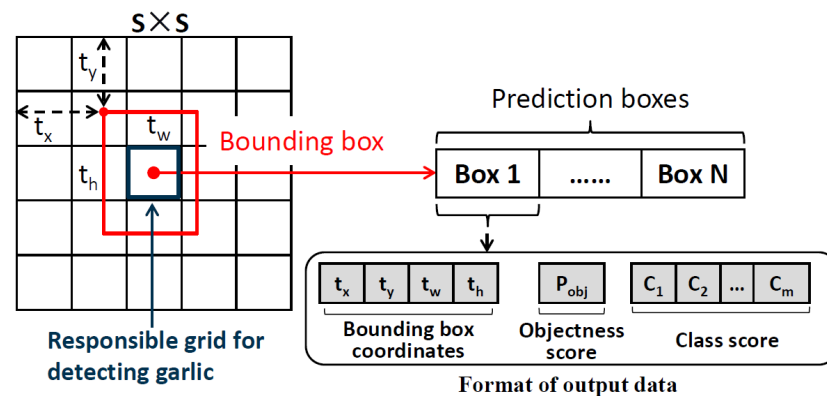 S×S
t_y
t_x
t_w
t_h
Bounding box
Responsible grid for
detecting garlic
Prediction boxes
Box 1
......
Box N
t_x t_y t_w t_h
Bounding box
coordinates
P_obj
Objectness
score
C_1 C_2 ... C_m
Class score
Format of output data